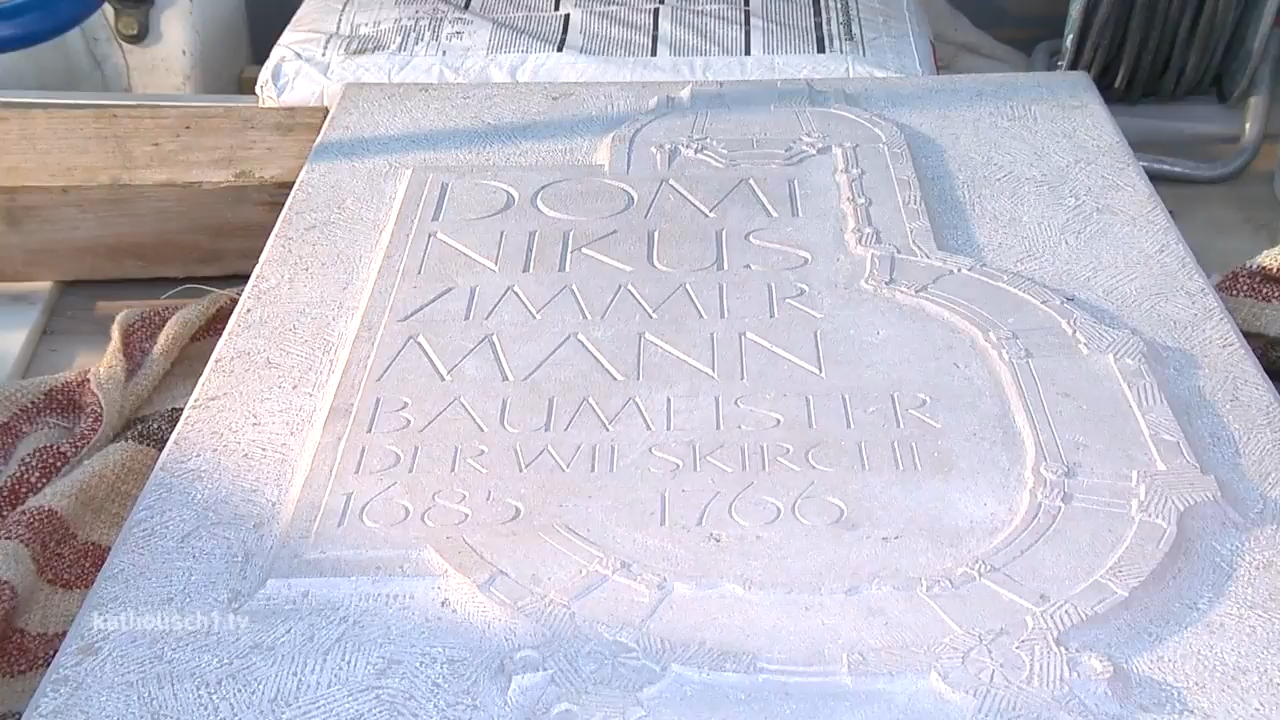 DOMI
NIKUS
ZIMMER
MANN
BAUMEISTER
DER WIESKIRCHE
1685 1766
katholisch1.tv